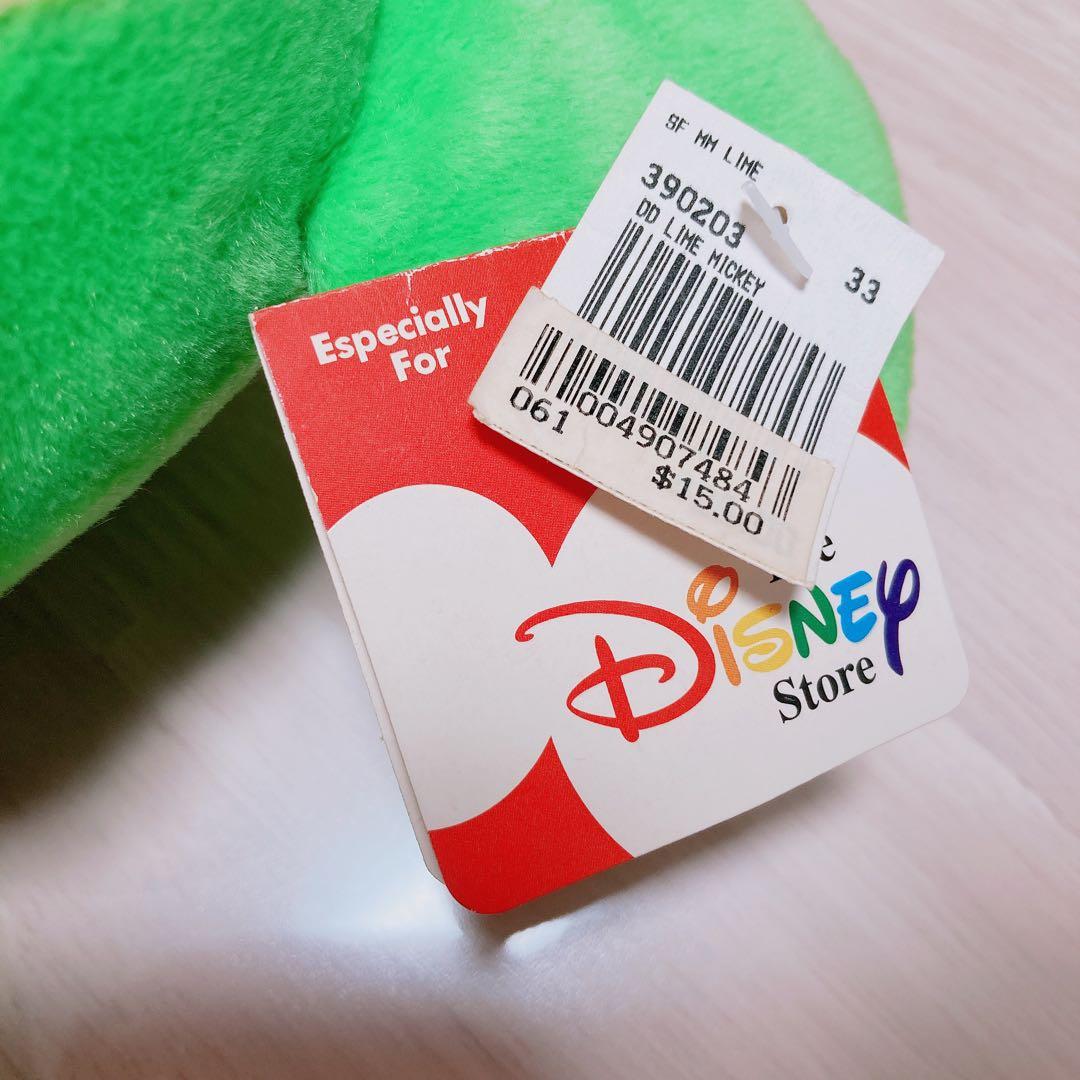 SF MM LIME
390203
33
DD LIME MICKEY
061
004907484
$15.00
Especially
For
DISNEY
Store